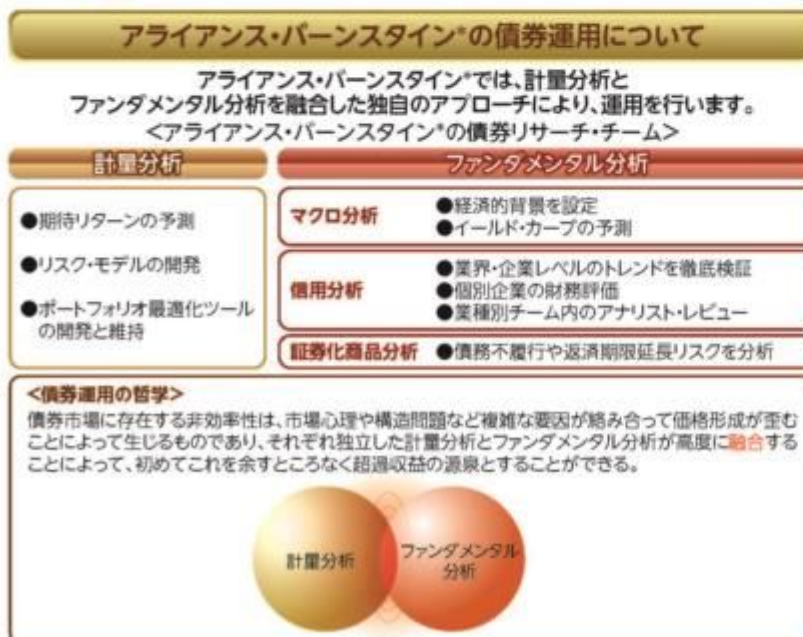 アライアンス・バーンスタイン*の債券運用について
アライアンス・バーンスタイン*では、計量分析と
ファンダメンタル分析を融合した独自のアプローチにより、運用を行います。
<アライアンス・バーンスタイン*の債券リサーチ・チーム>
計量分析
●期待リターンの予測
●リスク・モデルの開発
●ポートフォリオ最適化ツール
の開発と維持
ファンダメンタル分析
マクロ分析
●経済的背景を設定
●イールド・カーブの予測
信用分析
●業界・企業レベルのトレンドを徹底検証
●個別企業の財務評価
●業種別チーム内のアナリスト・レビュー
証券化商品分析
●債務不履行や返済期限延長リスクを分析
<債券運用の哲学>
債券市場に存在する非効率性は、市場心理や構造問題など複雑な要因が絡み合って価格形成が歪む
ことによって生じるものであり、それぞれ独立した計量分析とファンダメンタル分析が高度に融合する
ことによって、初めてこれを余すところなく超過収益の源泉とすることができる。
計量分析
ファンダメンタル
分析